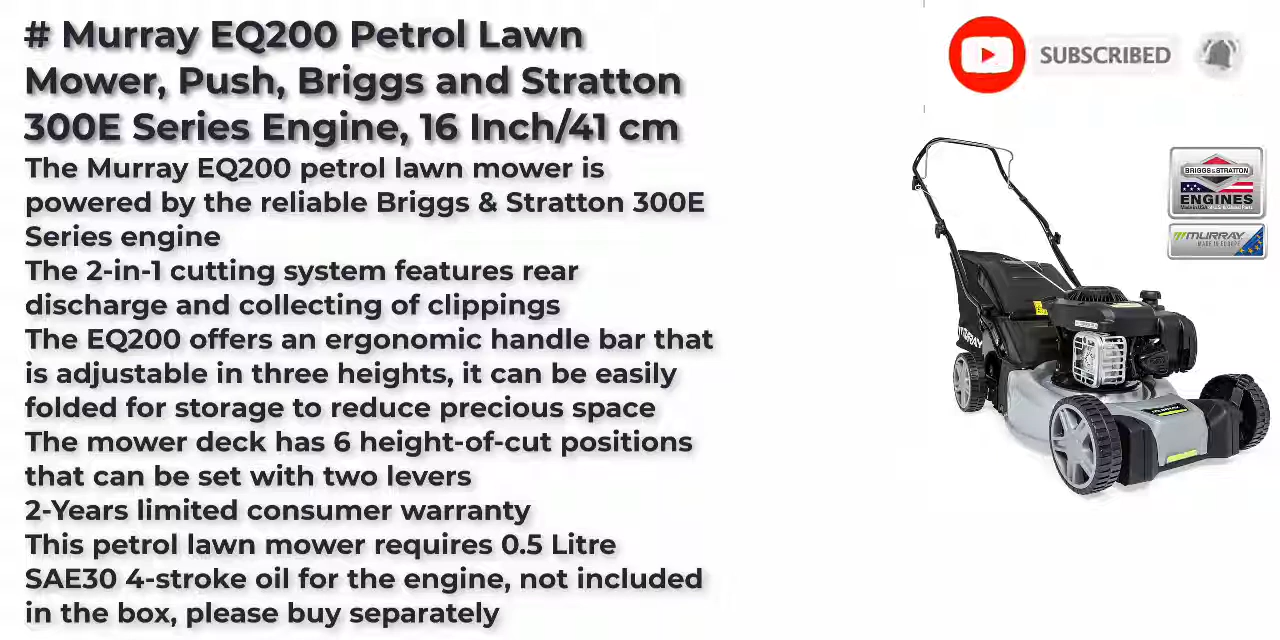 # Murray EQ200 Petrol Lawn
Mower, Push, Briggs and Stratton
300E Series Engine, 16 Inch/41 cm
The Murray EQ200 petrol lawn mower is
powered by the reliable Briggs & Stratton 300E
Series engine
The 2-in-1 cutting system features rear
discharge and collecting of clippings
The EQ200 offers an ergonomic handle bar that
is adjustable in three heights, it can be easily
folded for storage to reduce precious space
The mower deck has 6 height-of-cut positions
that can be set with two levers
2-Years limited consumer warranty
This petrol lawn mower requires 0.5 Litre
SAE30 4-stroke oil for the engine, not included
in the box, please buy separately
SUBSCRIBED
BRIGGS & STRATTON
ENGINES
MURRAY
MADE IN EUROPE
MURRAY
MURRAY